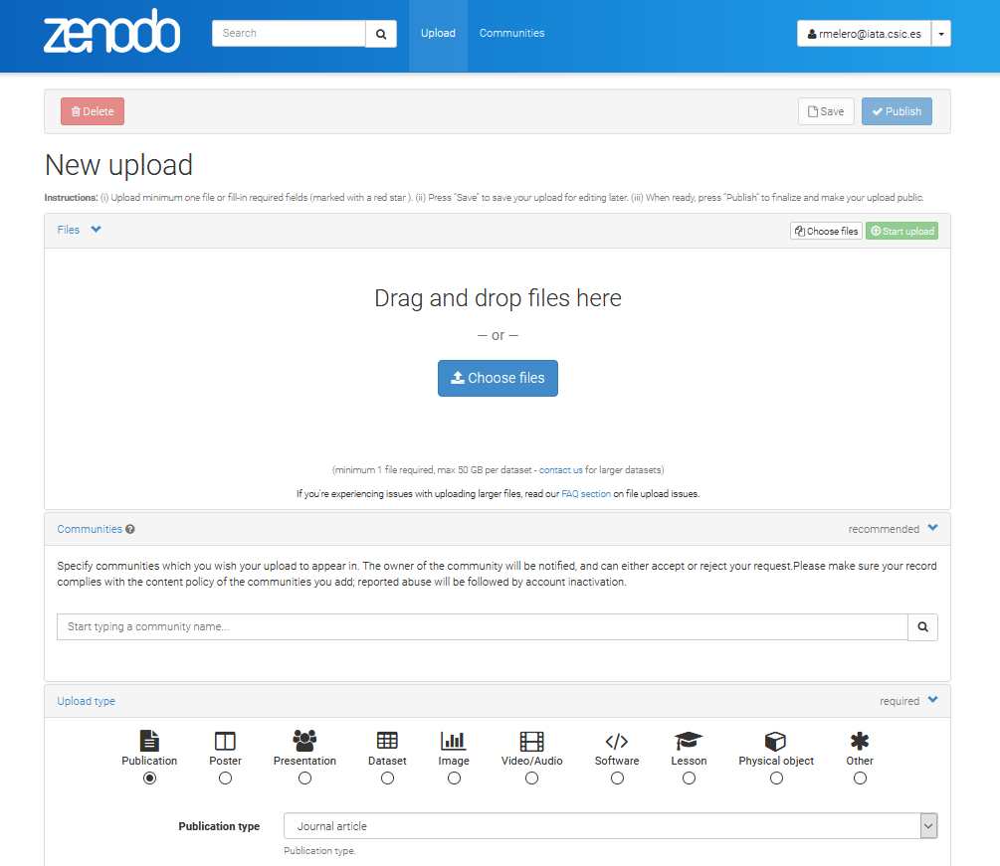 zenodo
Search
Upload
Communities
rmelero@iata.csic.es
Delete
Save
Publish
New upload
Instructions: (i) Upload minimum one file or fill-in required fields (marked with a red star ). (ii) Press "Save" to save your upload for editing later. (iii) When ready, press "Publish" to finalize and make your upload public.
Files
Choose files
Start upload
Drag and drop files here
— or —
Choose files
(minimum 1 file required, max 50 GB per dataset - contact us for larger datasets)
If you're experiencing issues with uploading larger files, read our FAQ section on file upload issues.
Communities
recommended
Specify communities which you wish your upload to appear in. The owner of the community will be notified, and can either accept or reject your request.Please make sure your record
complies with the content policy of the communities you add; reported abuse will be followed by account inactivation.
Start typing a community name...
Upload type
required
Publication
Poster
Presentation
Dataset
Image
Video/Audio
Software
Lesson
Physical object
Other
Publication type
Journal article
Publication type.